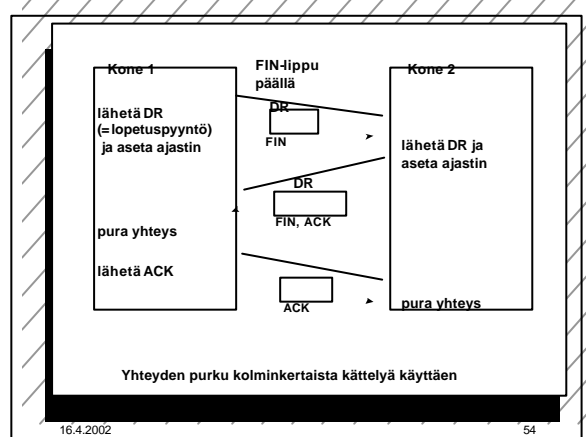 Kone 1
FIN-lippu
päällä
Kone 2
lähetä DR
(=lopetuspyyntö)
ja aseta ajastin
DR
FIN
lähetä DR ja
aseta ajastin
DR
FIN, ACK
pura yhteys
lähetä ACK
ACK
pura yhteys
Yhteyden purku kolminkertaista kättelyä käyttäen
16.4.2002
54